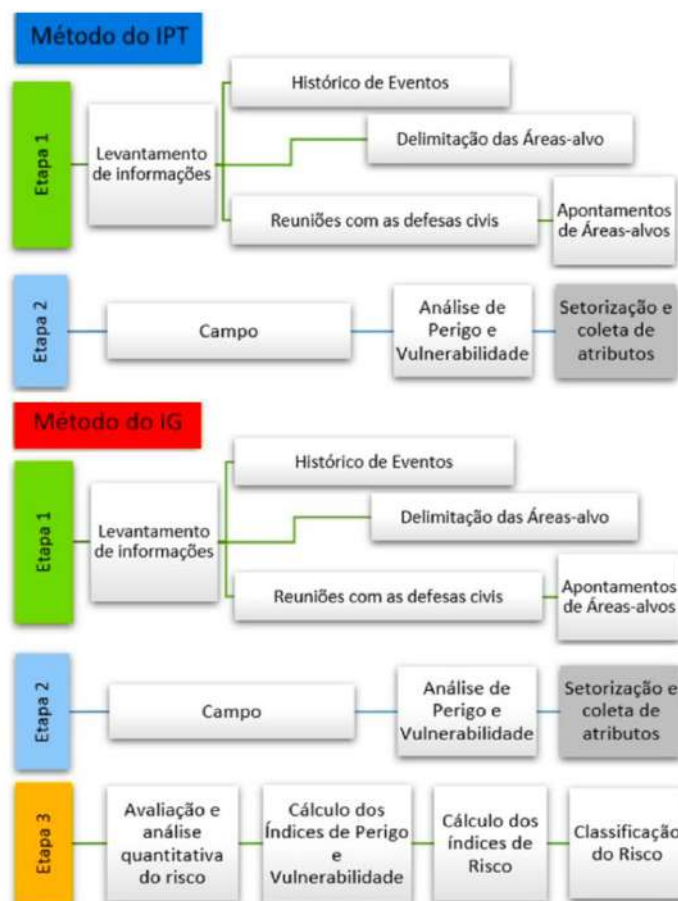 Método do IPT
Etapa 1
Levantamento
de informações
Histórico de Eventos
Delimitação das Áreas-alvo
Reuniões com as defesas civis
Apontamentos
de Áreas-alvos
Etapa 2
Campo
Análise de
Perigo e
Vulnerabilidade
Setorização e
coleta de
atributos
Método do IG
Etapa 1
Levantamento
de informações
Histórico de Eventos
Delimitação das Áreas-alvo
Reuniões com as defesas civis
Apontamentos
de Áreas-alvos
Etapa 2
Campo
Análise de
Perigo e
Vulnerabilidade
Setorização e
coleta de
atributos
Etapa 3
Avaliação e
análise
quantitativa
do risco
Cálculo dos
Índices de Perigo
e
Vulnerabilidade
Cálculo dos
índices de
Risco
Classificação
do Risco